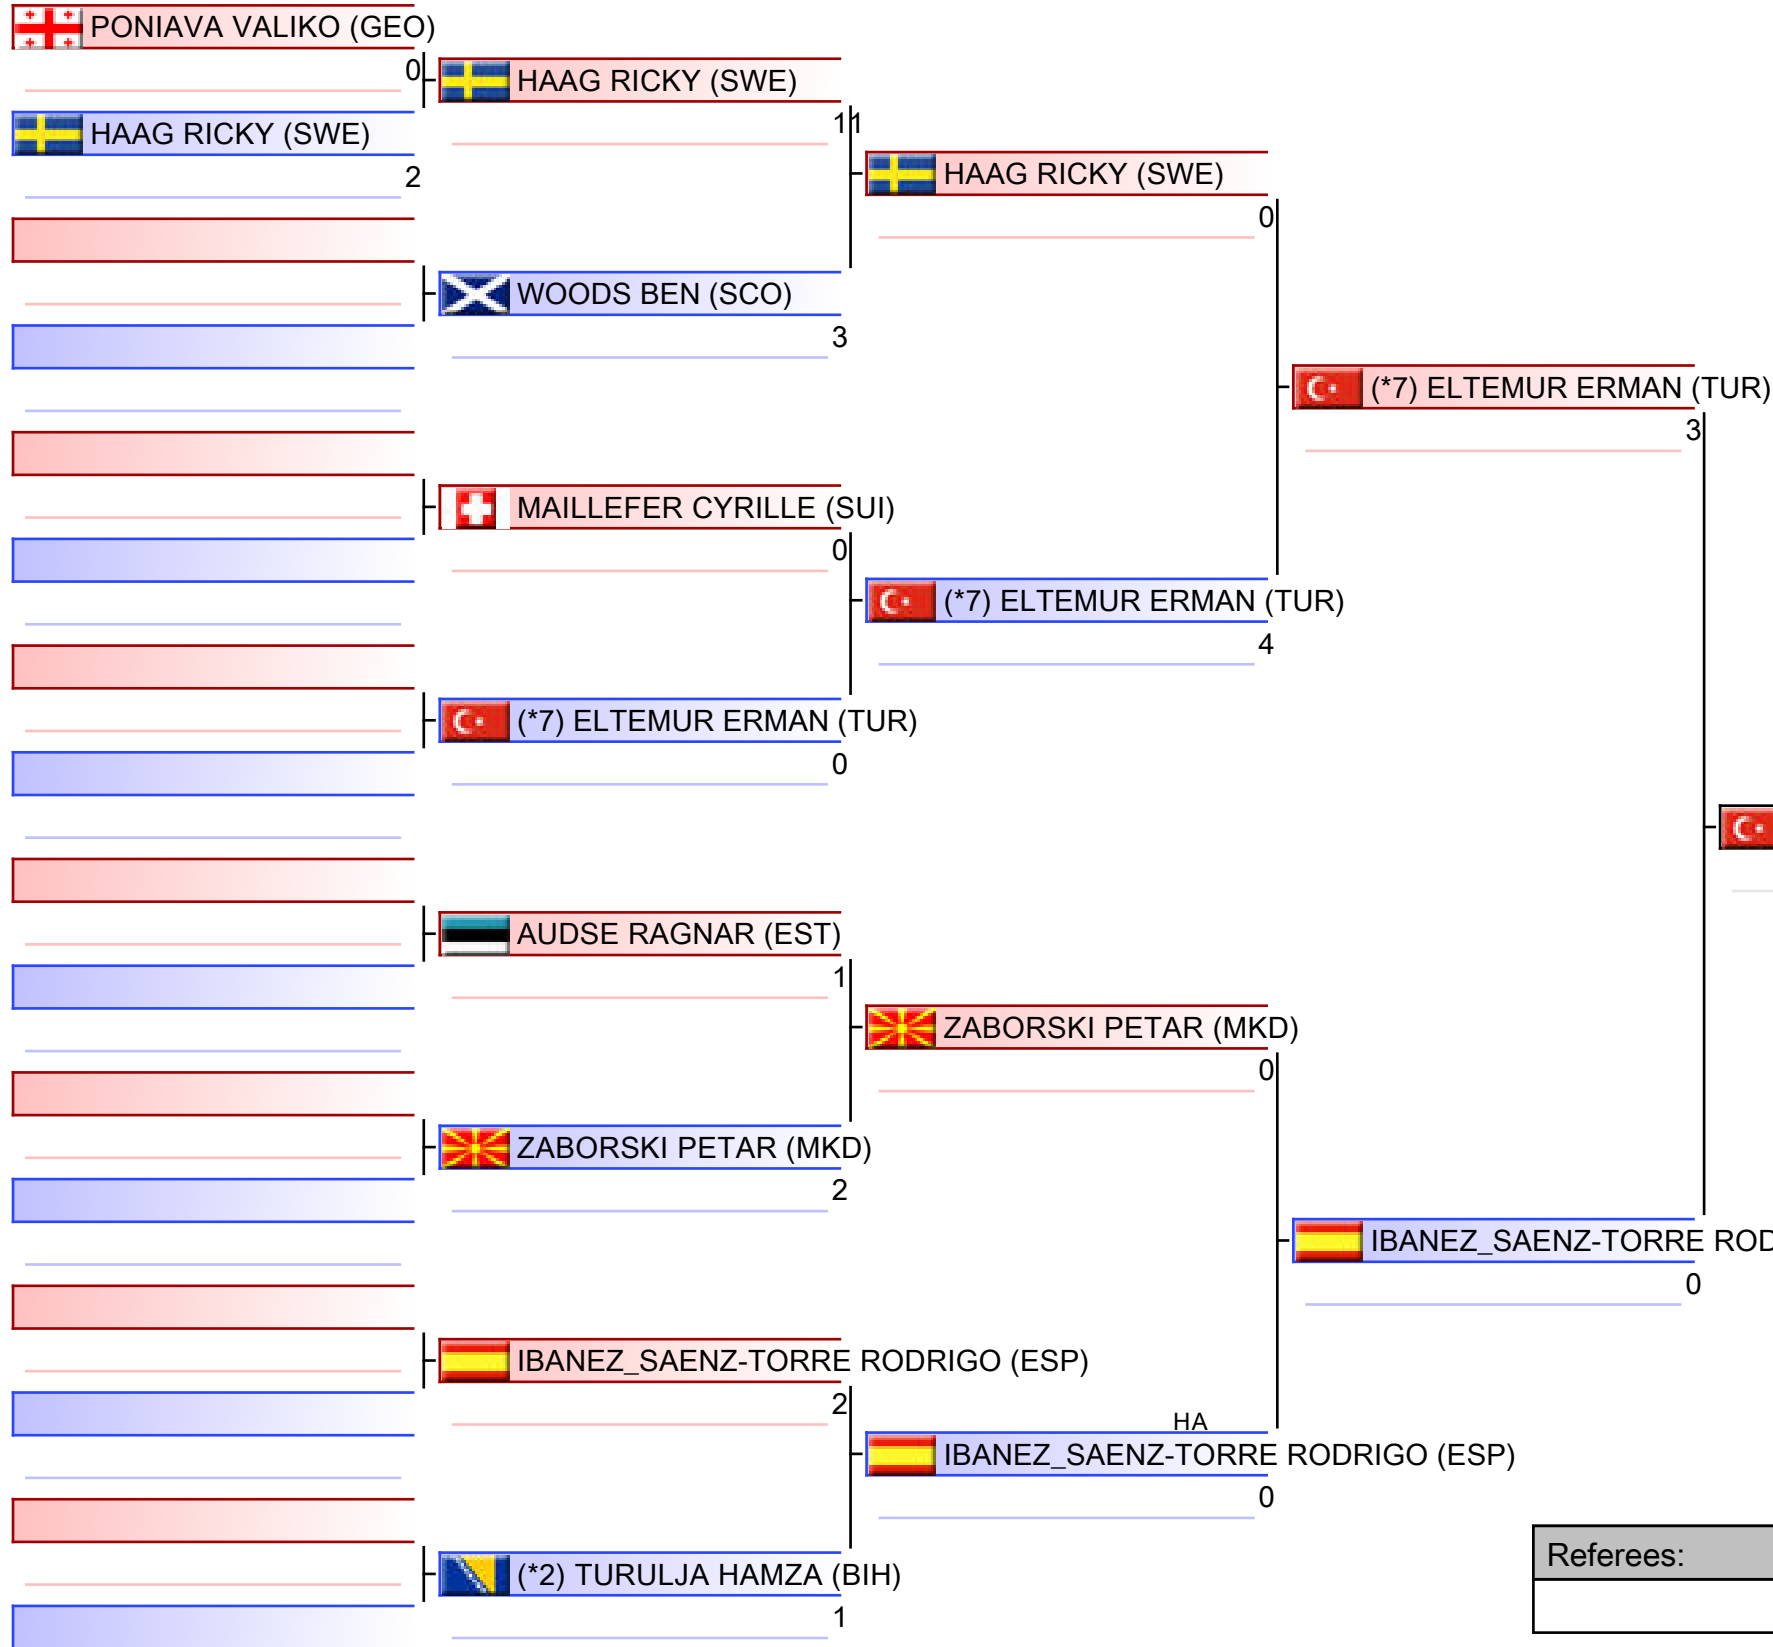 PONIAVA VALIKO (GEO)
0
HAAG RICKY (SWE)
HAAG RICKY (SWE)
11
2
HAAG RICKY (SWE)
0
WOODS BEN (SCO)
3
(*7) ELTEMUR ERMAN (TUR)
3
MAILLEFER CYRILLE (SUI)
0
(*7) ELTEMUR ERMAN (TUR)
4
(*7) ELTEMUR ERMAN (TUR)
0
AUDSE RAGNAR (EST)
1
ZABORSKI PETAR (MKD)
0
ZABORSKI PETAR (MKD)
2
IBANEZ_SAENZ-TORRE ROD
0
IBANEZ_SAENZ-TORRE RODRIGO (ESP)
2
HA
IBANEZ_SAENZ-TORRE RODRIGO (ESP)
0
Referees:
(*2) TURULJA HAMZA (BIH)
1